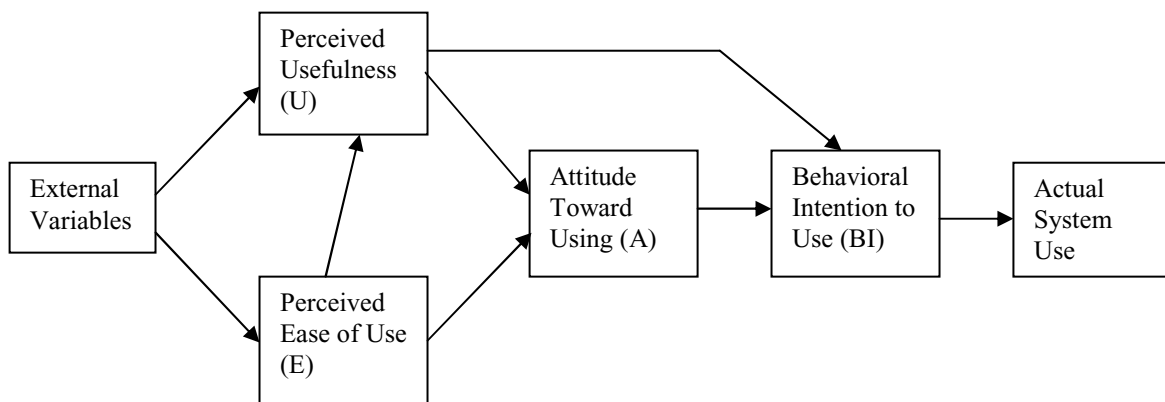 Perceived
Usefulness
(U)
External
Variables
Perceived
Ease of Use
(E)
Attitude
Toward
Using (A)
Behavioral
Intention to
Use (BI)
Actual
System
Use